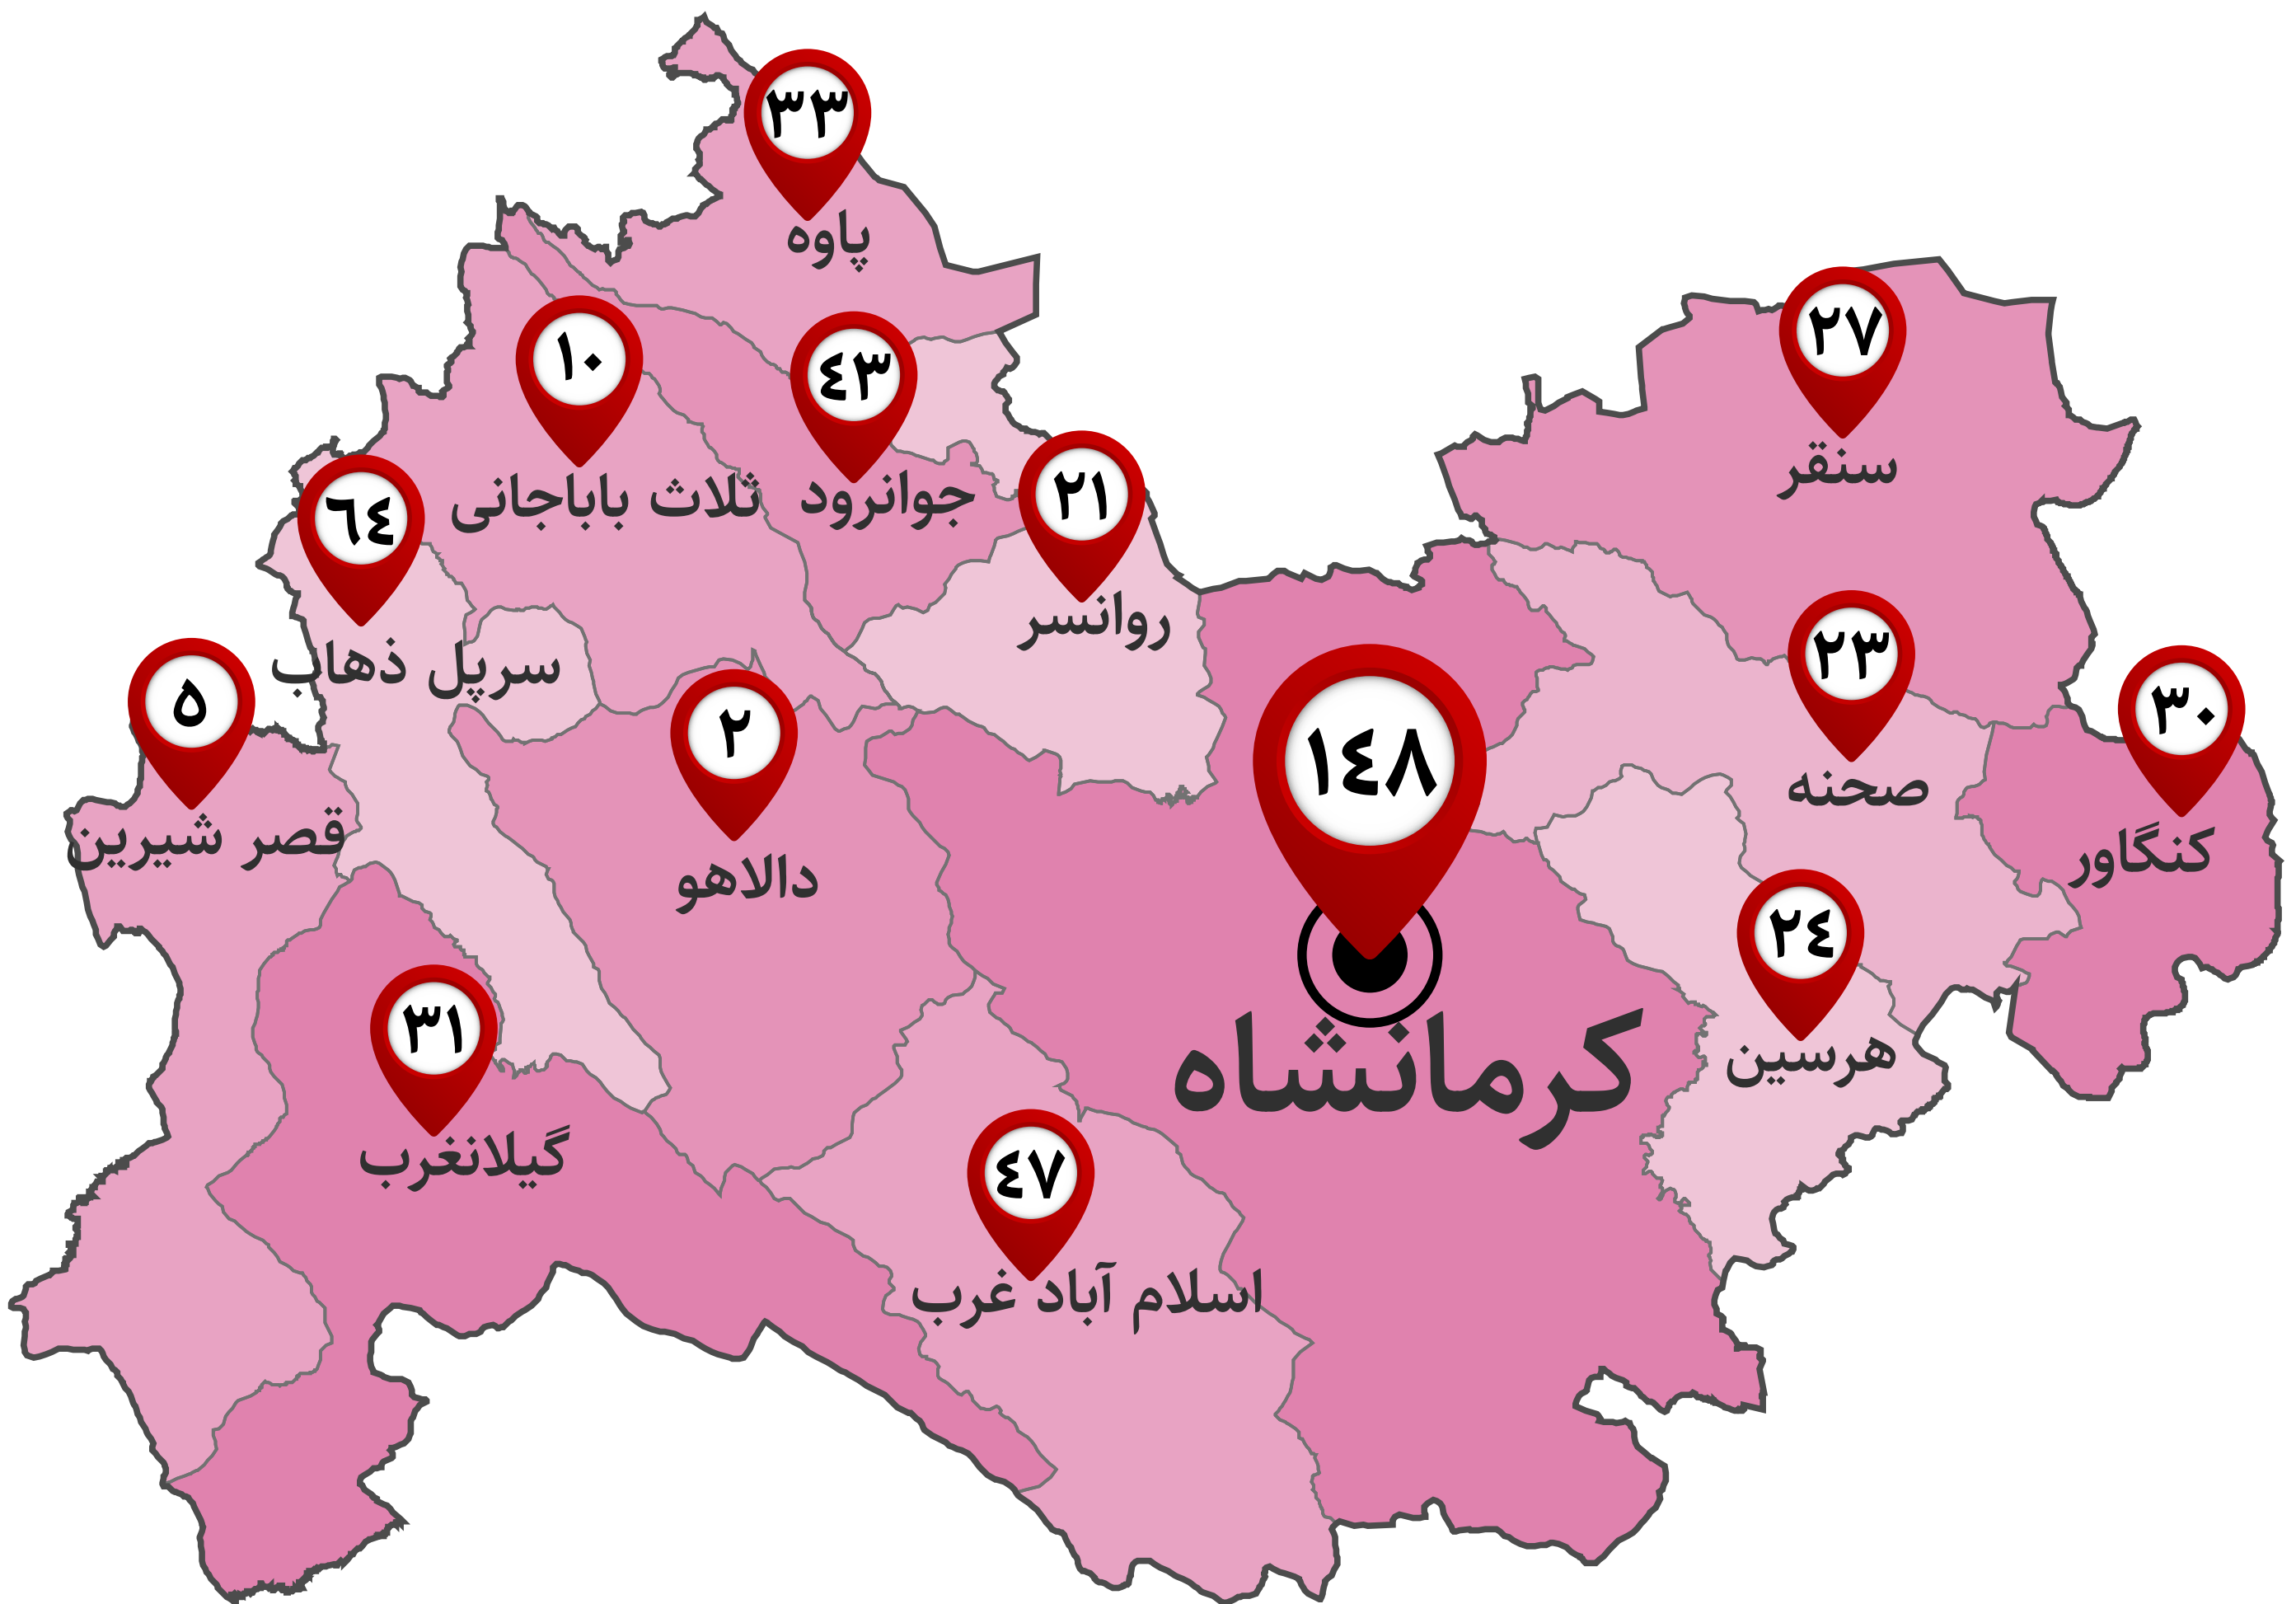 ۳۳
پاوه
۲۷
سنقر
۱۰
ثلاث باباجانی
۴۳
جوانرود
۲۱
روانسر
۶۴
سرپل ذهاب
۲۳
صحنه
۳۰
کنگاور
۵
قصر شیرین
۲
دالاهو
۱۴۸
کرمانشاه
۲۴
هرسین
۳۱
گیلانغرب
۴۷
اسلام آباد غرب